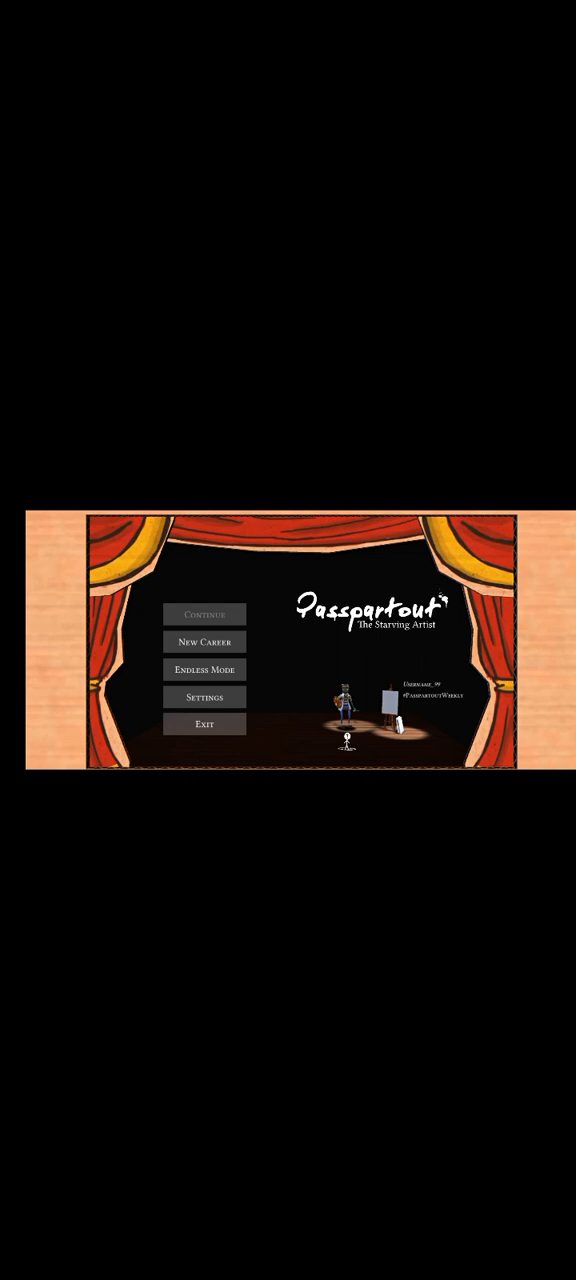 Passpartout
The Starving Artist
Continue
New Career
Endless Mode
Settings
Exit
Username_99
#PasspartoutWeekly